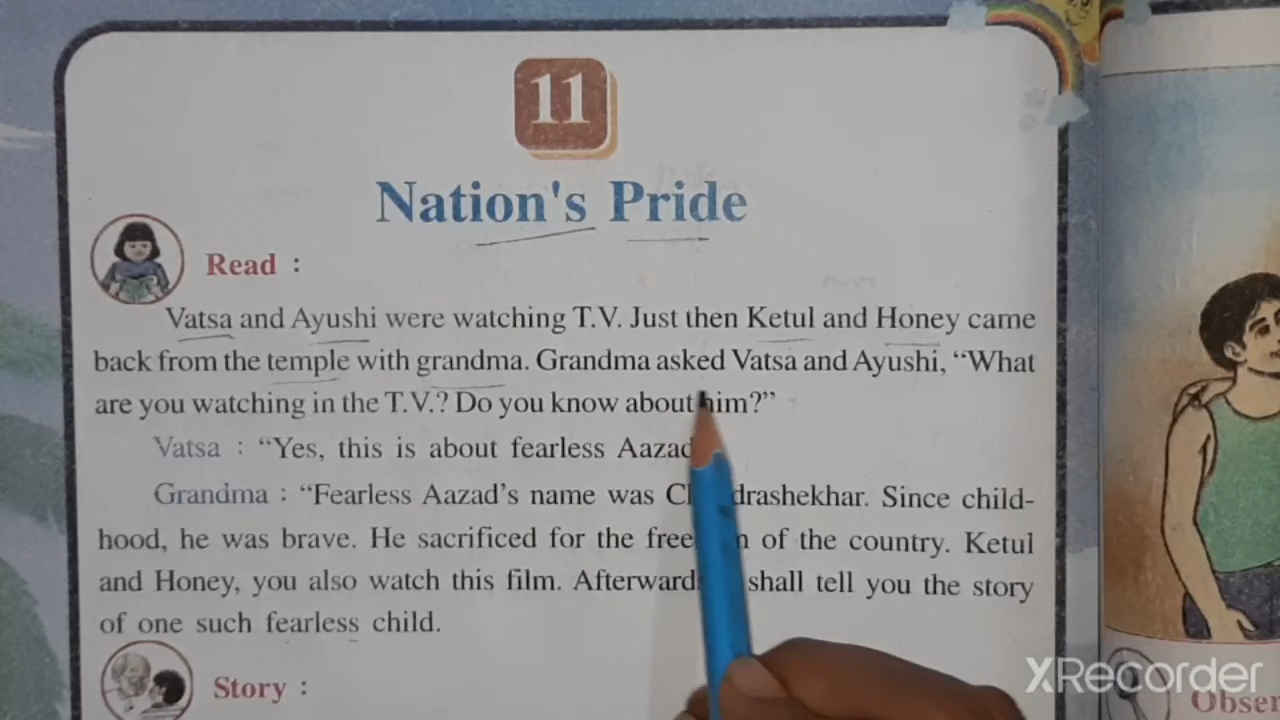 11
Nation's Pride
Read :
Vatsa and Ayushi were watching T.V. Just then Ketul and Honey came
back from the temple with grandma. Grandma asked Vatsa and Ayushi, “What
are you watching in the T.V.? Do you know about him?”
Vatsa : “Yes, this is about fearless Aazad
Grandma : “Fearless Aazad’s name was Chandrashekhar. Since child-
hood, he was brave. He sacrificed for the freedom of the country. Ketul
and Honey, you also watch this film. Afterwards shall tell you the story
of one such fearless child.
Story :
XRecorder